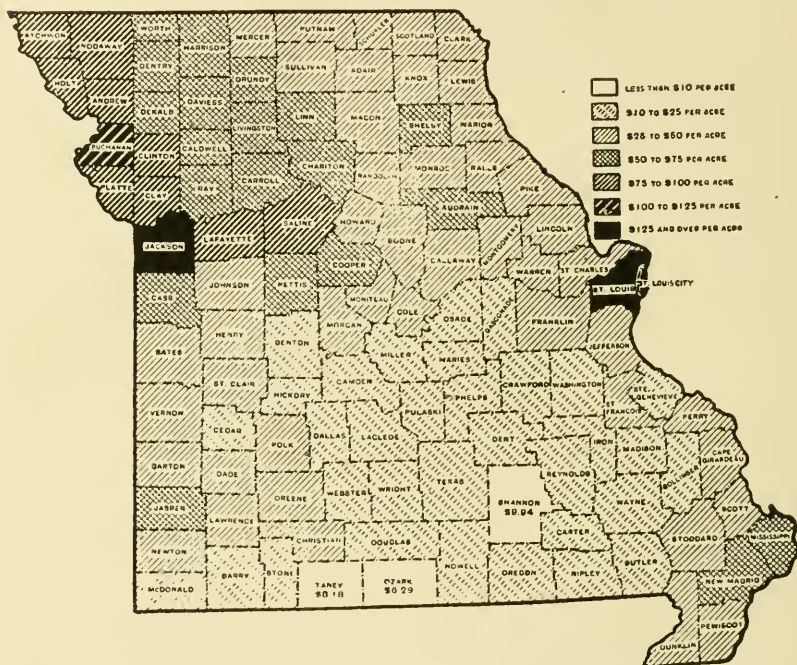 ATCHISON
NODAWAY
WORTH
HARRISON
MERCER
PUTNAM
SCHUYLER
SCOTLAND
CLARK
HOLT
GENTRY
GRUNDY
SULLIVAN
ADAIR
KNOX
LEWIS
ANDREW
DEKALB
DAVIESS
LIVINGSTON
LINN
MACON
SHELBY
MARION
BUCHANAN
CLINTON
CALDWELL
CHARITON
RANDOLPH
MONROE
RALLS
PIKE
PLATTE
CLAY
RAY
CARROLL
AUDRAIN
JACKSON
LAFAYETTE
SALINE
HOWARD
BOONE
CALLAWAY
MONTGOMERY
LINCOLN
WARREN
ST CHARLES
ST. LOUIS
ST. LOUIS CITY
CASS
JOHNSON
PETTIS
COOPER
MONITEAU
COLE
OSAGE
GASCONADE
FRANKLIN
JEFFERSON
BATES
HENRY
BENTON
MORGAN
MILLER
MARIES
VERNON
ST. CLAIR
HICKORY
CAMDEN
PULASKI
PHELPS
CRAWFORD
WASHINGTON
ST. FRANCOIS
STE. GENEVIEVE
PERRY
BARTON
CEDAR
POLK
DALLAS
LACLEDE
DENT
IRON
MADISON
BOLLINGER
CAPE GIRARDEAU
JASPER
DADE
GREENE
WEBSTER
WRIGHT
TEXAS
SHANNON
$9.94
REYNOLDS
WAYNE
SCOTT
NEWTON
LAWRENCE
CHRISTIAN
DOUGLAS
HOWELL
CARTER
BUTLER
STODDARD
MISSISSIPPI
MCDONALD
BARRY
STONE
TANEY
$8.18
OZARK
OREGON
RIPLEY
NEW MADRID
DUNKLIN
PEMISCOT
LESS THAN $10 PER ACRE
$10 TO $25 PER ACRE
$25 TO $50 PER ACRE
$50 TO $75 PER ACRE
$75 TO $100 PER ACRE
$100 TO $125 PER ACRE
$125 AND OVER PER ACRE